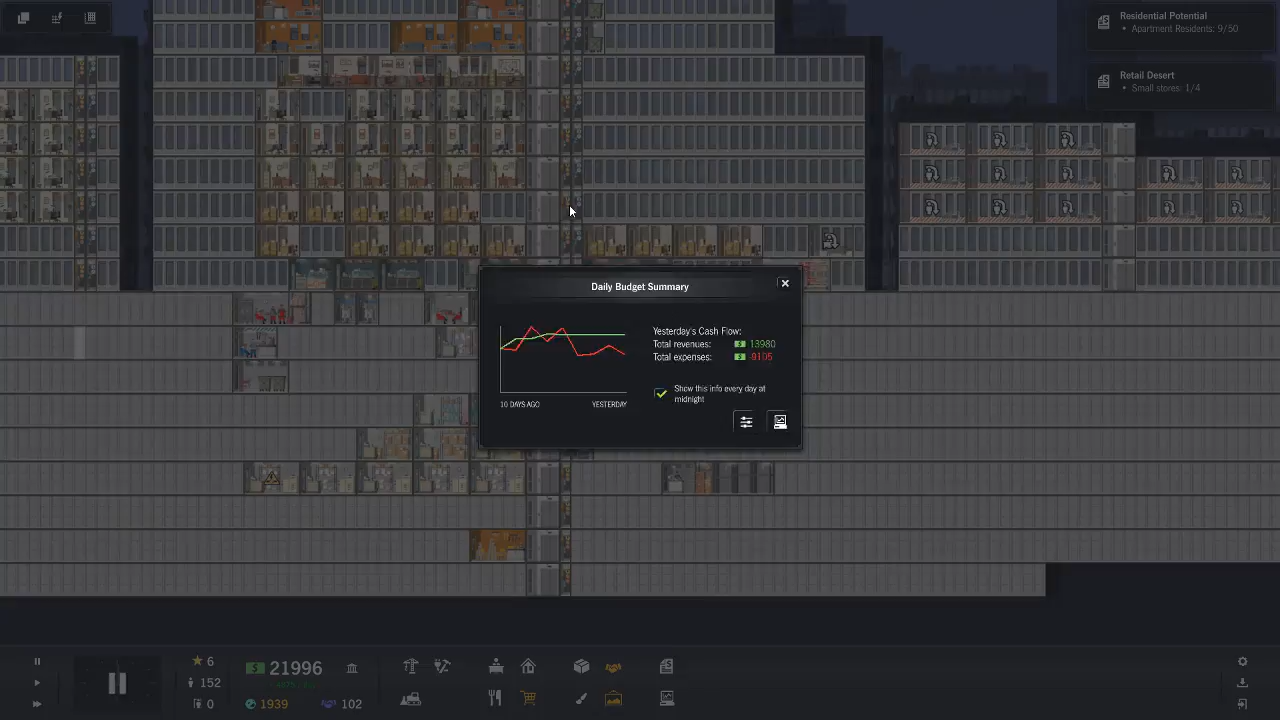 Residential Potential
• Apartment Residents: 9/50
Retail Desert
• Small stores: 1/4
Daily Budget Summary
Yesterday's Cash Flow:
Total revenues: 13980
Total expenses: -9105
Show this info every day at
midnight
10 DAYS AGO YESTERDAY
6
152
0
21996
1939
102